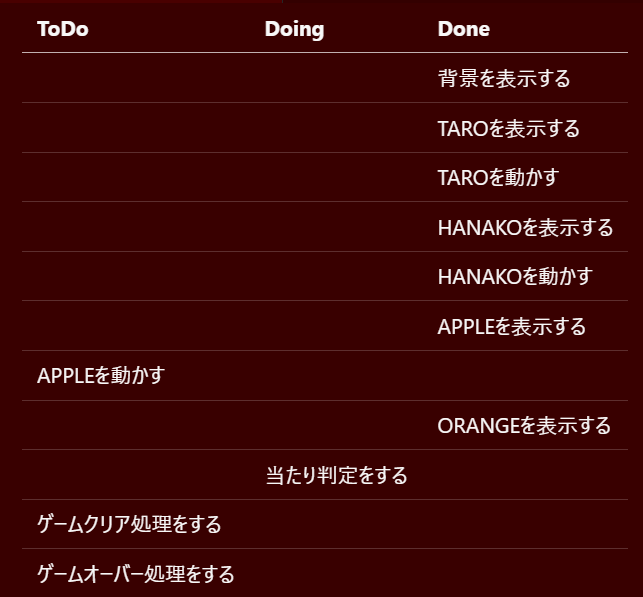 ToDo Doing Done
背景を表示する
TAROを表示する
TAROを動かす
HANAKOを表示する
HANAKOを動かす
APPLEを表示する
APPLEを動かす
ORANGEを表示する
当たり判定をする
ゲームクリア処理をする
ゲームオーバー処理をする